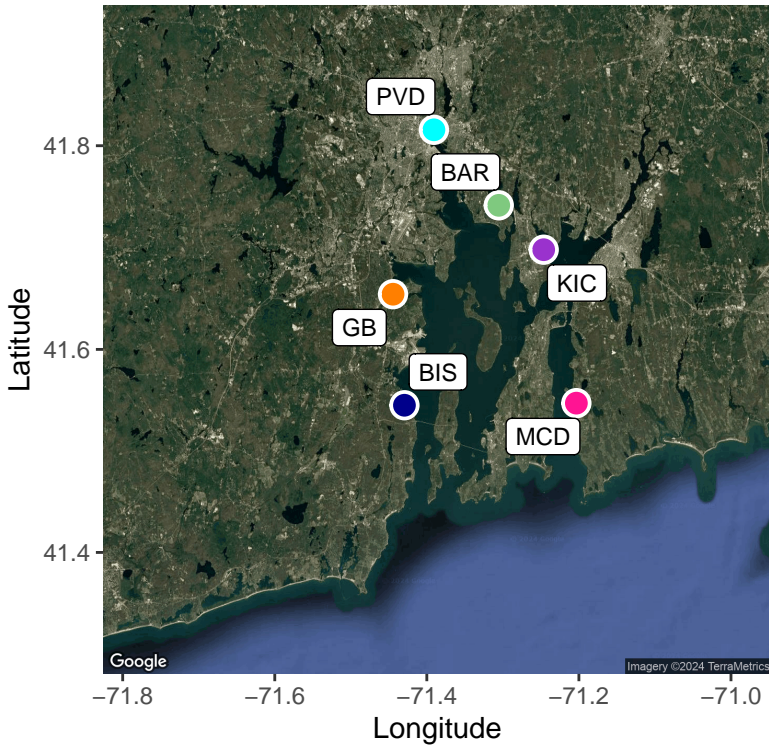 PVD
41.8
BAR
KIC
GB
41.6
BIS
MCD
41.4
Latitude
Google
Imagery ©2024 TerraMetrics
−71.8
−71.6
−71.4
−71.2
−71.0
Longitude